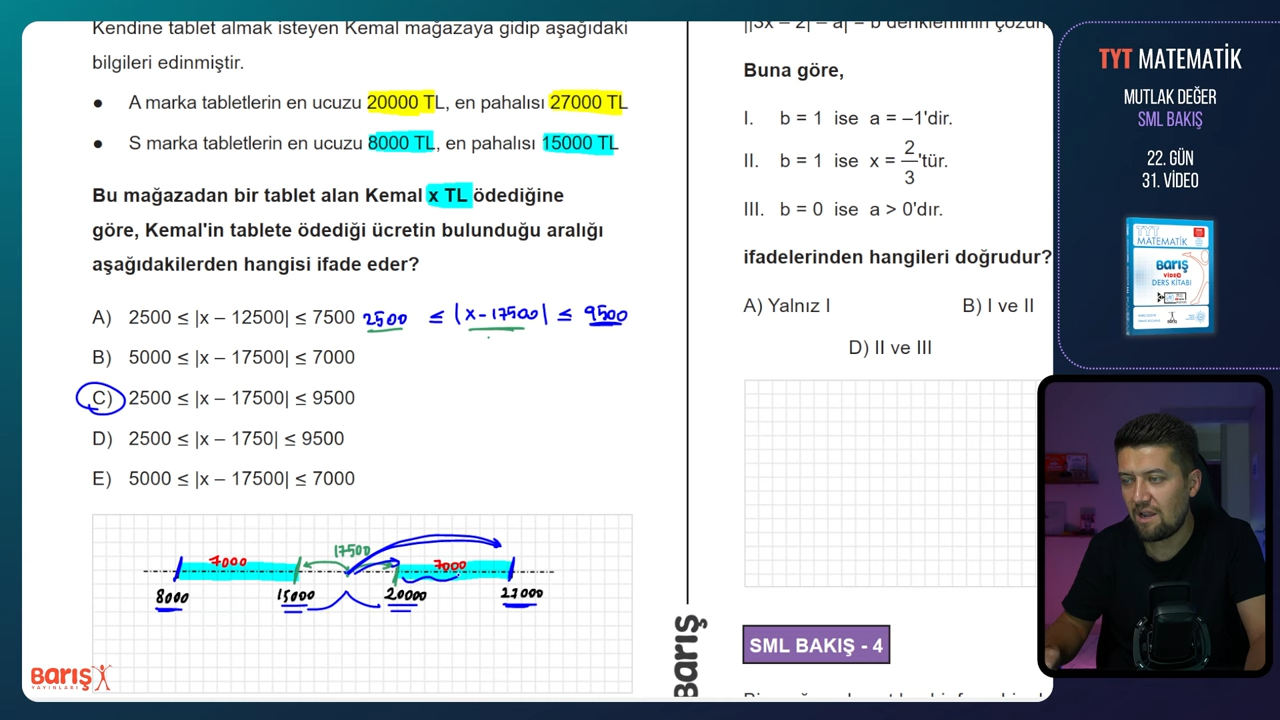 Kendine tablet almak isteyen Kemal mağazaya gidip aşağıdaki
bilgileri edinmiştir.
● A marka tabletlerin en ucuzu 20000 TL, en pahalısı 27000 TL
● S marka tabletlerin en ucuzu 8000 TL, en pahalısı 15000 TL
Bu mağazadan bir tablet alan Kemal x TL ödediğine
göre, Kemal'in tablete ödediği ücretin bulunduğu aralığı
aşağıdakilerden hangisi ifade eder?
A) 2500 ≤ |x – 12500| ≤ 7500 2500 ≤ |x - 17500| ≤ 9500
B) 5000 ≤ |x – 17500| ≤ 7000
C) 2500 ≤ |x – 17500| ≤ 9500
D) 2500 ≤ |x – 1750| ≤ 9500
E) 5000 ≤ |x – 17500| ≤ 7000
7000 17500 7000
8000 15000 20000 27000
BARIŞ
YAYINLARI
||3x – 2| – a| = b denkleminin çözüm
Buna göre,
I. b = 1 ise a = –1'dir.
II. b = 1 ise x = 2/3'tür.
III. b = 0 ise a > 0'dır.
ifadelerinden hangileri doğrudur?
A) Yalnız I B) I ve II
D) II ve III
BARIŞ
SML BAKIŞ - 4
TYT MATEMATİK
MUTLAK DEĞER
SML BAKIŞ
22. GÜN
31. VİDEO
TYT
MATEMATİK
BARIŞ
VİDEO
DERS KİTABI